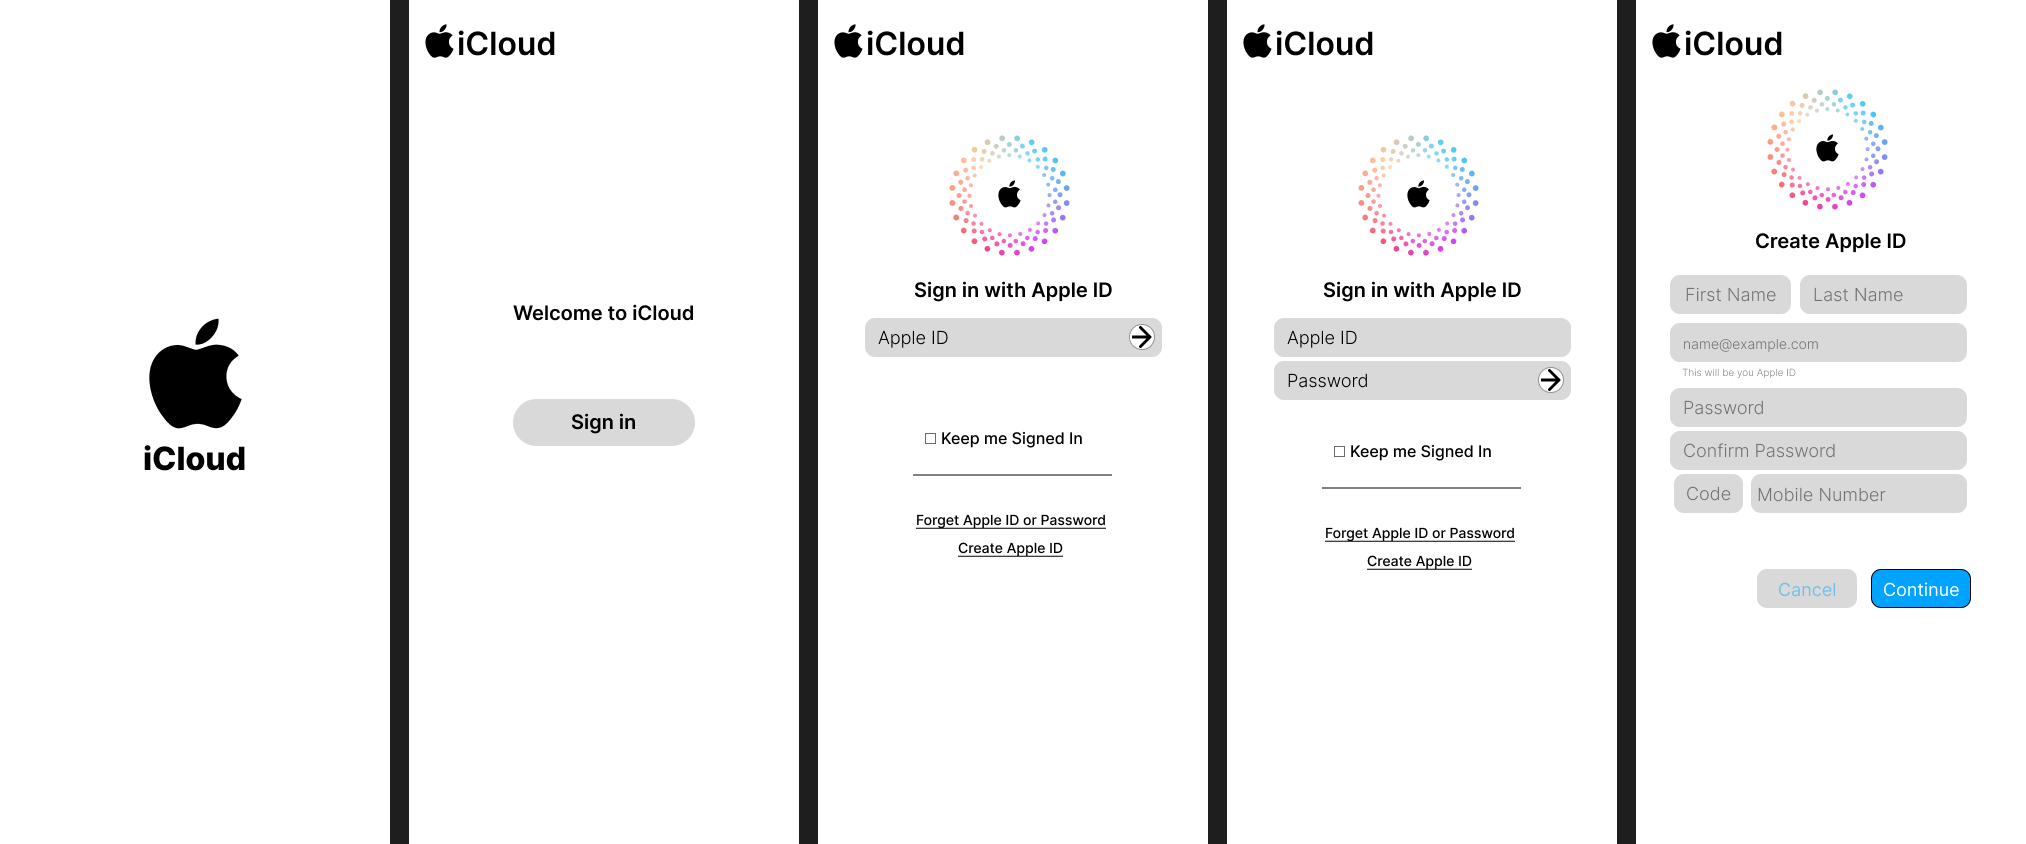 iCloud
iCloud
Welcome to iCloud
Sign in
iCloud
Sign in with Apple ID
Apple ID
Keep me Signed In
Forget Apple ID or Password
Create Apple ID
iCloud
Sign in with Apple ID
Apple ID
Password
Keep me Signed In
Forget Apple ID or Password
Create Apple ID
iCloud
Create Apple ID
First Name Last Name
name@example.com
This will be you Apple ID
Password
Confirm Password
Code Mobile Number
Cancel Continue